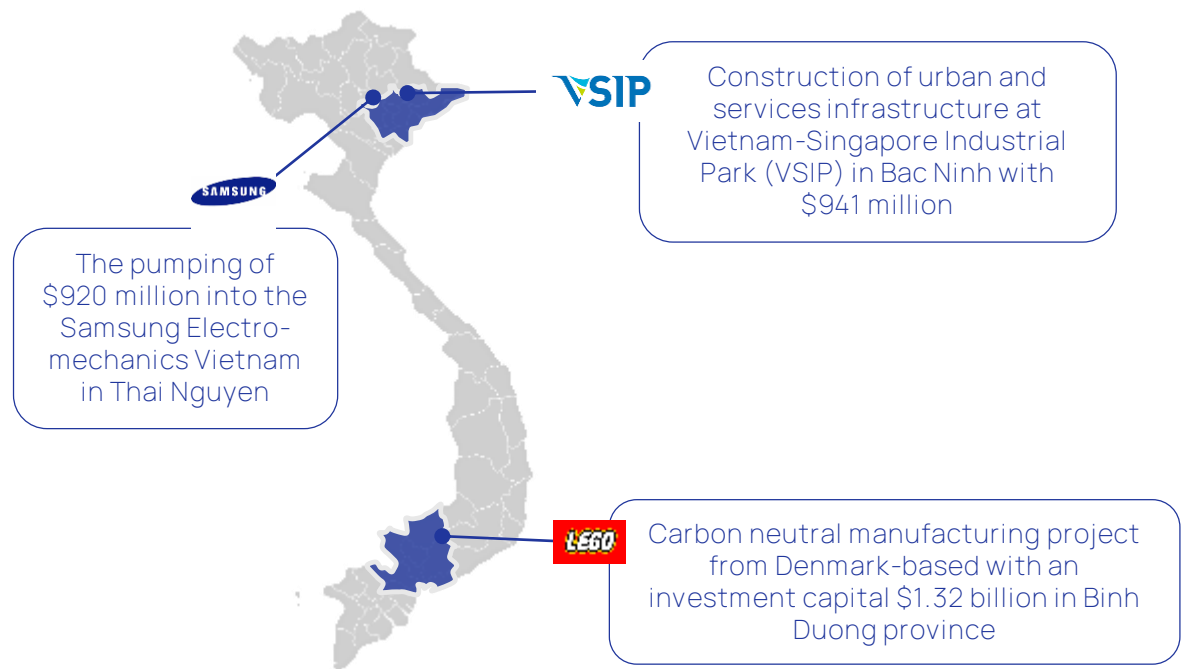 VSIP
Construction of urban and
services infrastructure at
Vietnam-Singapore Industrial
Park (VSIP) in Bac Ninh with
$941 million
SAMSUNG
The pumping of
$920 million into the
Samsung Electro-
mechanics Vietnam
in Thai Nguyen
LEGO
Carbon neutral manufacturing project
from Denmark-based with an
investment capital $1.32 billion in Binh
Duong province